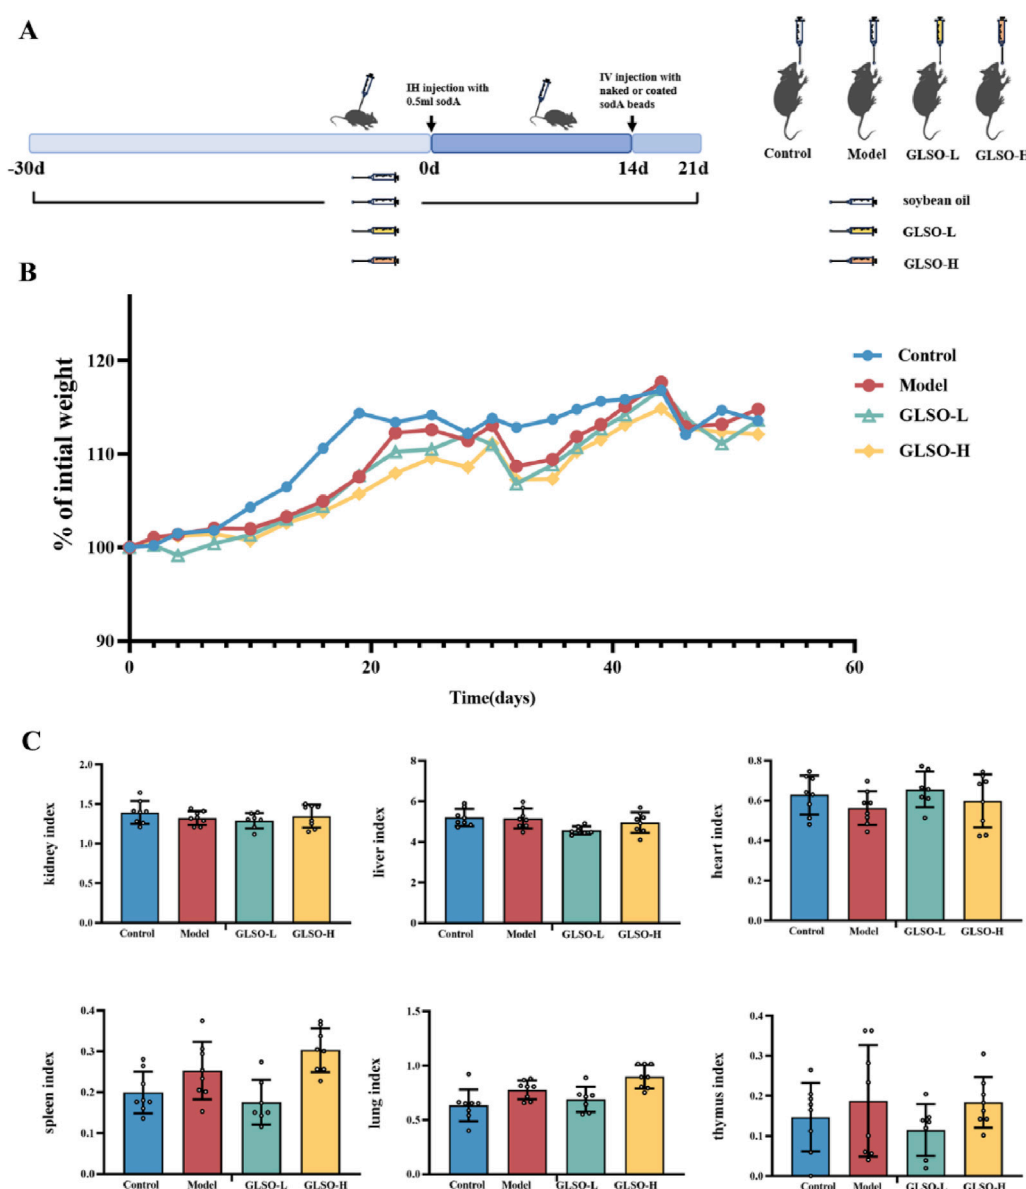 A
IH injection with
0.5ml sodA
IV injection with
naked or coated
sodA beads
-30d
0d
14d
21d
Control
Model
GLSO-L
GLSO-H
soybean oil
GLSO-L
GLSO-H
B
% of intial weight
120
110
100
90
0
20
40
60
Time(days)
Control
Model
GLSO-L
GLSO-H
C
kidney index
2.0
1.5
1.0
0.5
0.0
Control
Model
GLSO-L
GLSO-H
liver index
8
6
4
2
0
Control
Model
GLSO-L
GLSO-H
heart index
0.8
0.6
0.4
0.2
0.0
Control
Model
GLSO-L
GLSO-H
spleen index
0.4
0.3
0.2
0.1
0.0
Control
Model
GLSO-L
GLSO-H
lung index
1.5
1.0
0.5
0.0
Control
Model
GLSO-L
GLSO-H
thymus index
0.4
0.3
0.2
0.1
0.0
Control
Model
GLSO-L
GLSO-H